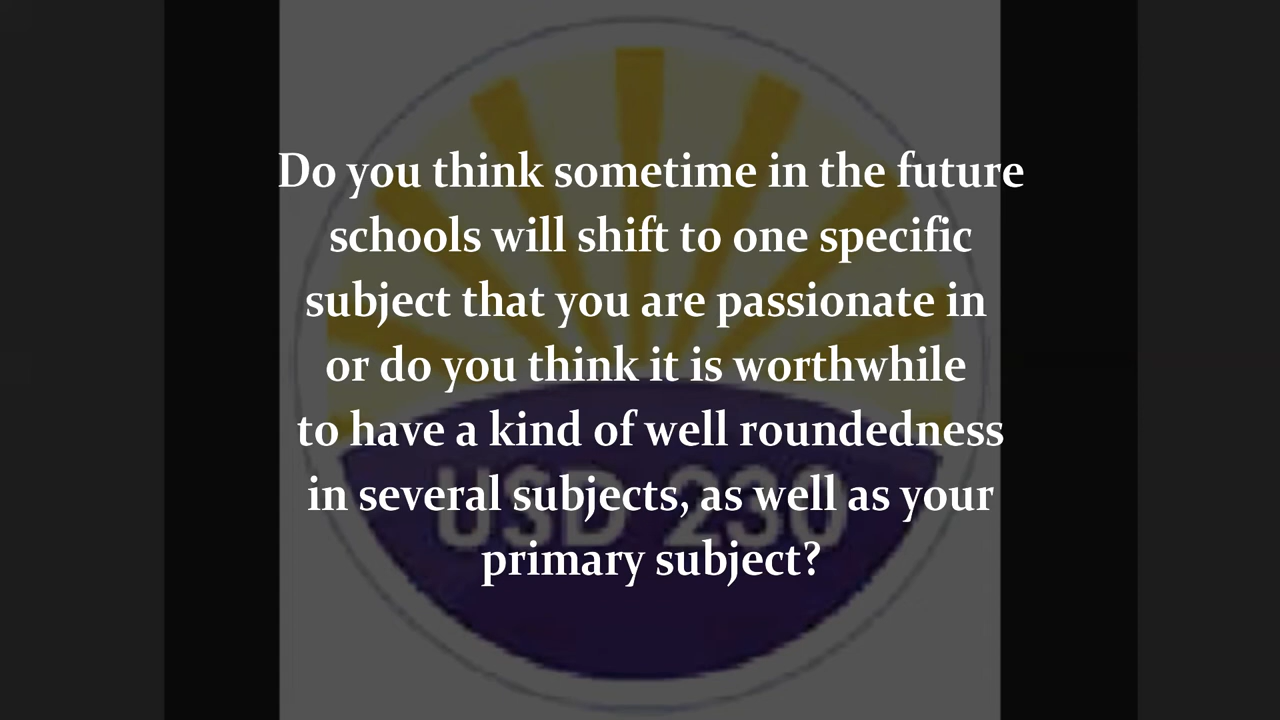 Do you think sometime in the future
schools will shift to one specific
subject that you are passionate in
or do you think it is worthwhile
to have a kind of well roundedness
in several subjects, as well as your
primary subject?
USD 230